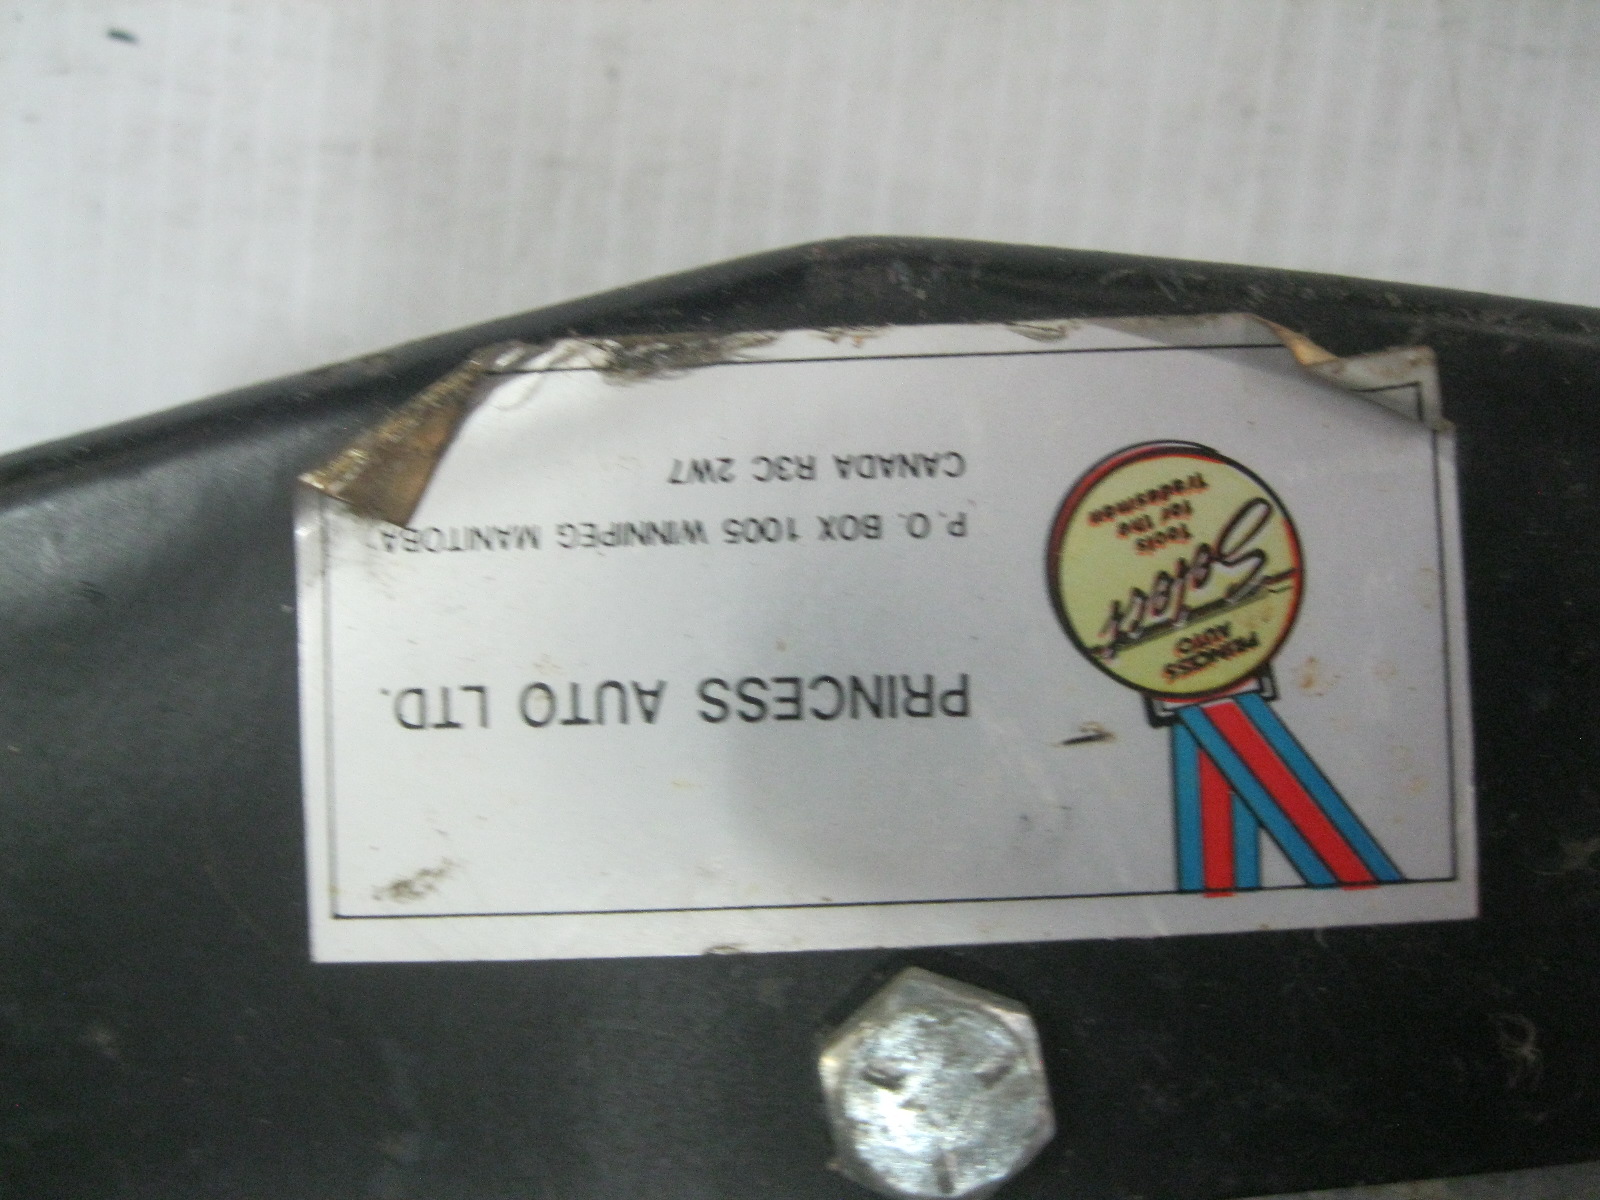 PRINCESS AUTO LTD.
P.O. BOX 1005 WINNIPEG MANITOBA
CANADA R3C 2W7
PRINCESS
AUTO
Select
Tools
for the
Tradesman